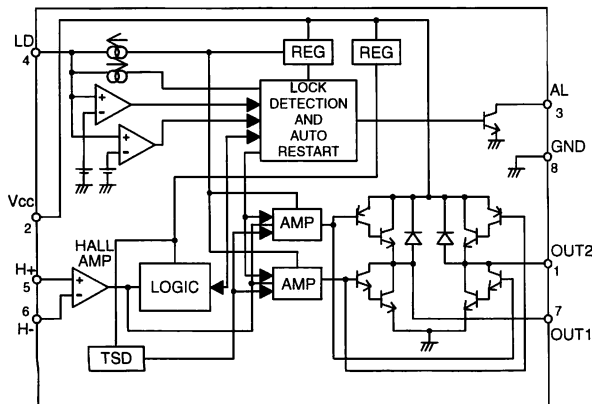 LD
4
REG
REG
LOCK
DETECTION
AND
AUTO
RESTART
AL
3
GND
8
+
-
+
-
Vcc
2
HALL
AMP
H+
5
+
-
6
H-
LOGIC
AMP
AMP
TSD
OUT2
1
7
OUT1